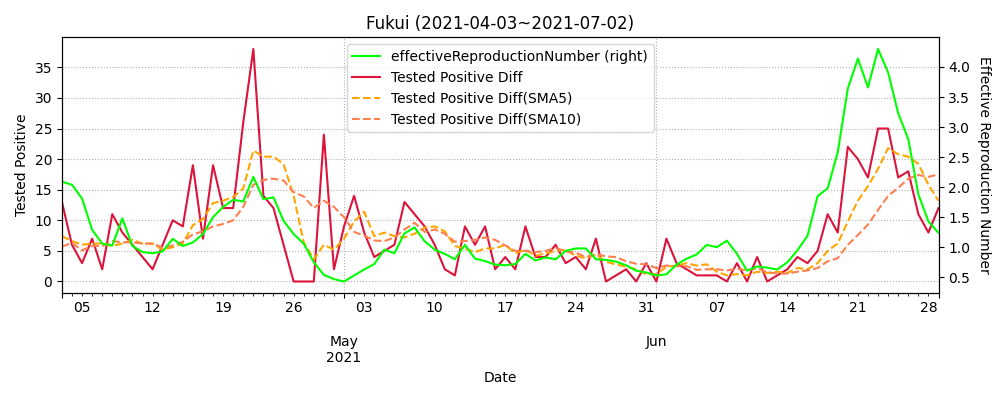 Fukui (2021-04-03~2021-07-02)
effectiveReproductionNumber (right)
Tested Positive Diff
Tested Positive Diff(SMA5)
Tested Positive Diff(SMA10)
Tested Positive
35
30
25
20
15
10
5
0
4.0
3.5
3.0
2.5
2.0
1.5
1.0
0.5
Effective Reproduction Number
05 12 19 26 03 10 17 24 07 14 21 28
May Jun
2021
Date